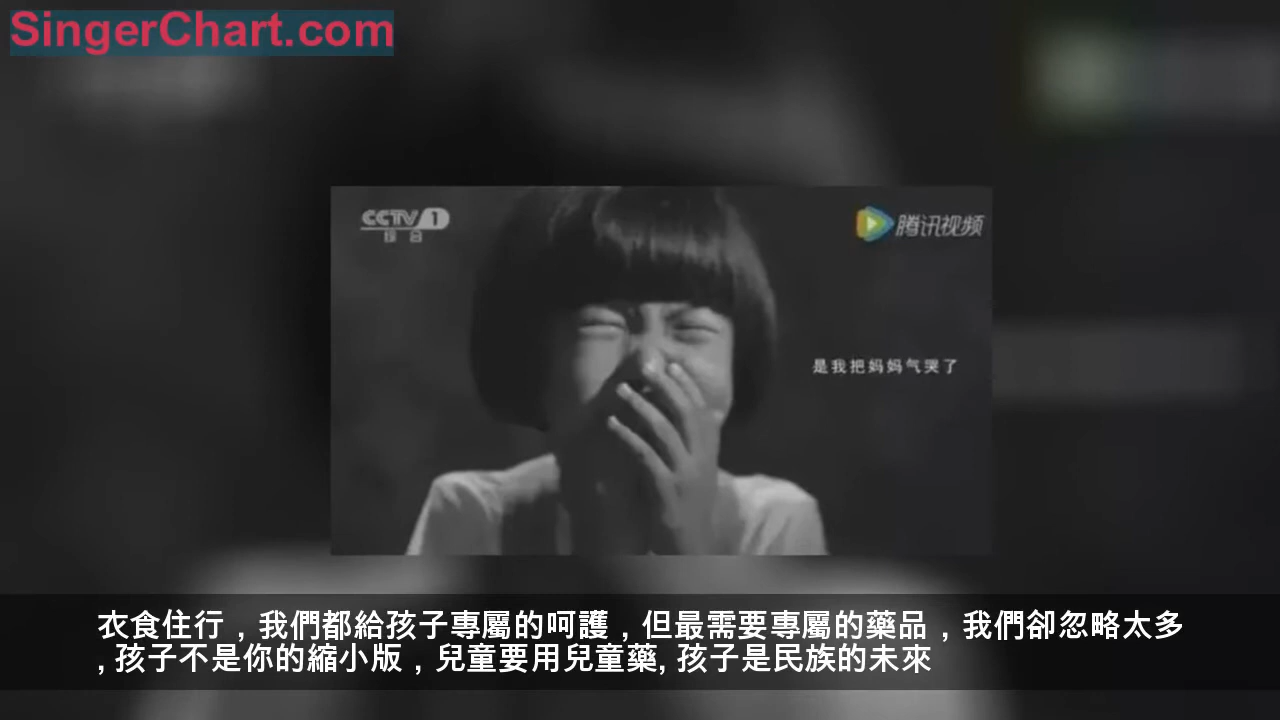 SingerChart.com
CCTV 1
综合
腾讯视频
是我把妈妈气哭了
衣食住行，我們都給孩子專屬的呵護，但最需要專屬的藥品，我們卻忽略太多
, 孩子不是你的縮小版，兒童要用兒童藥, 孩子是民族的未來